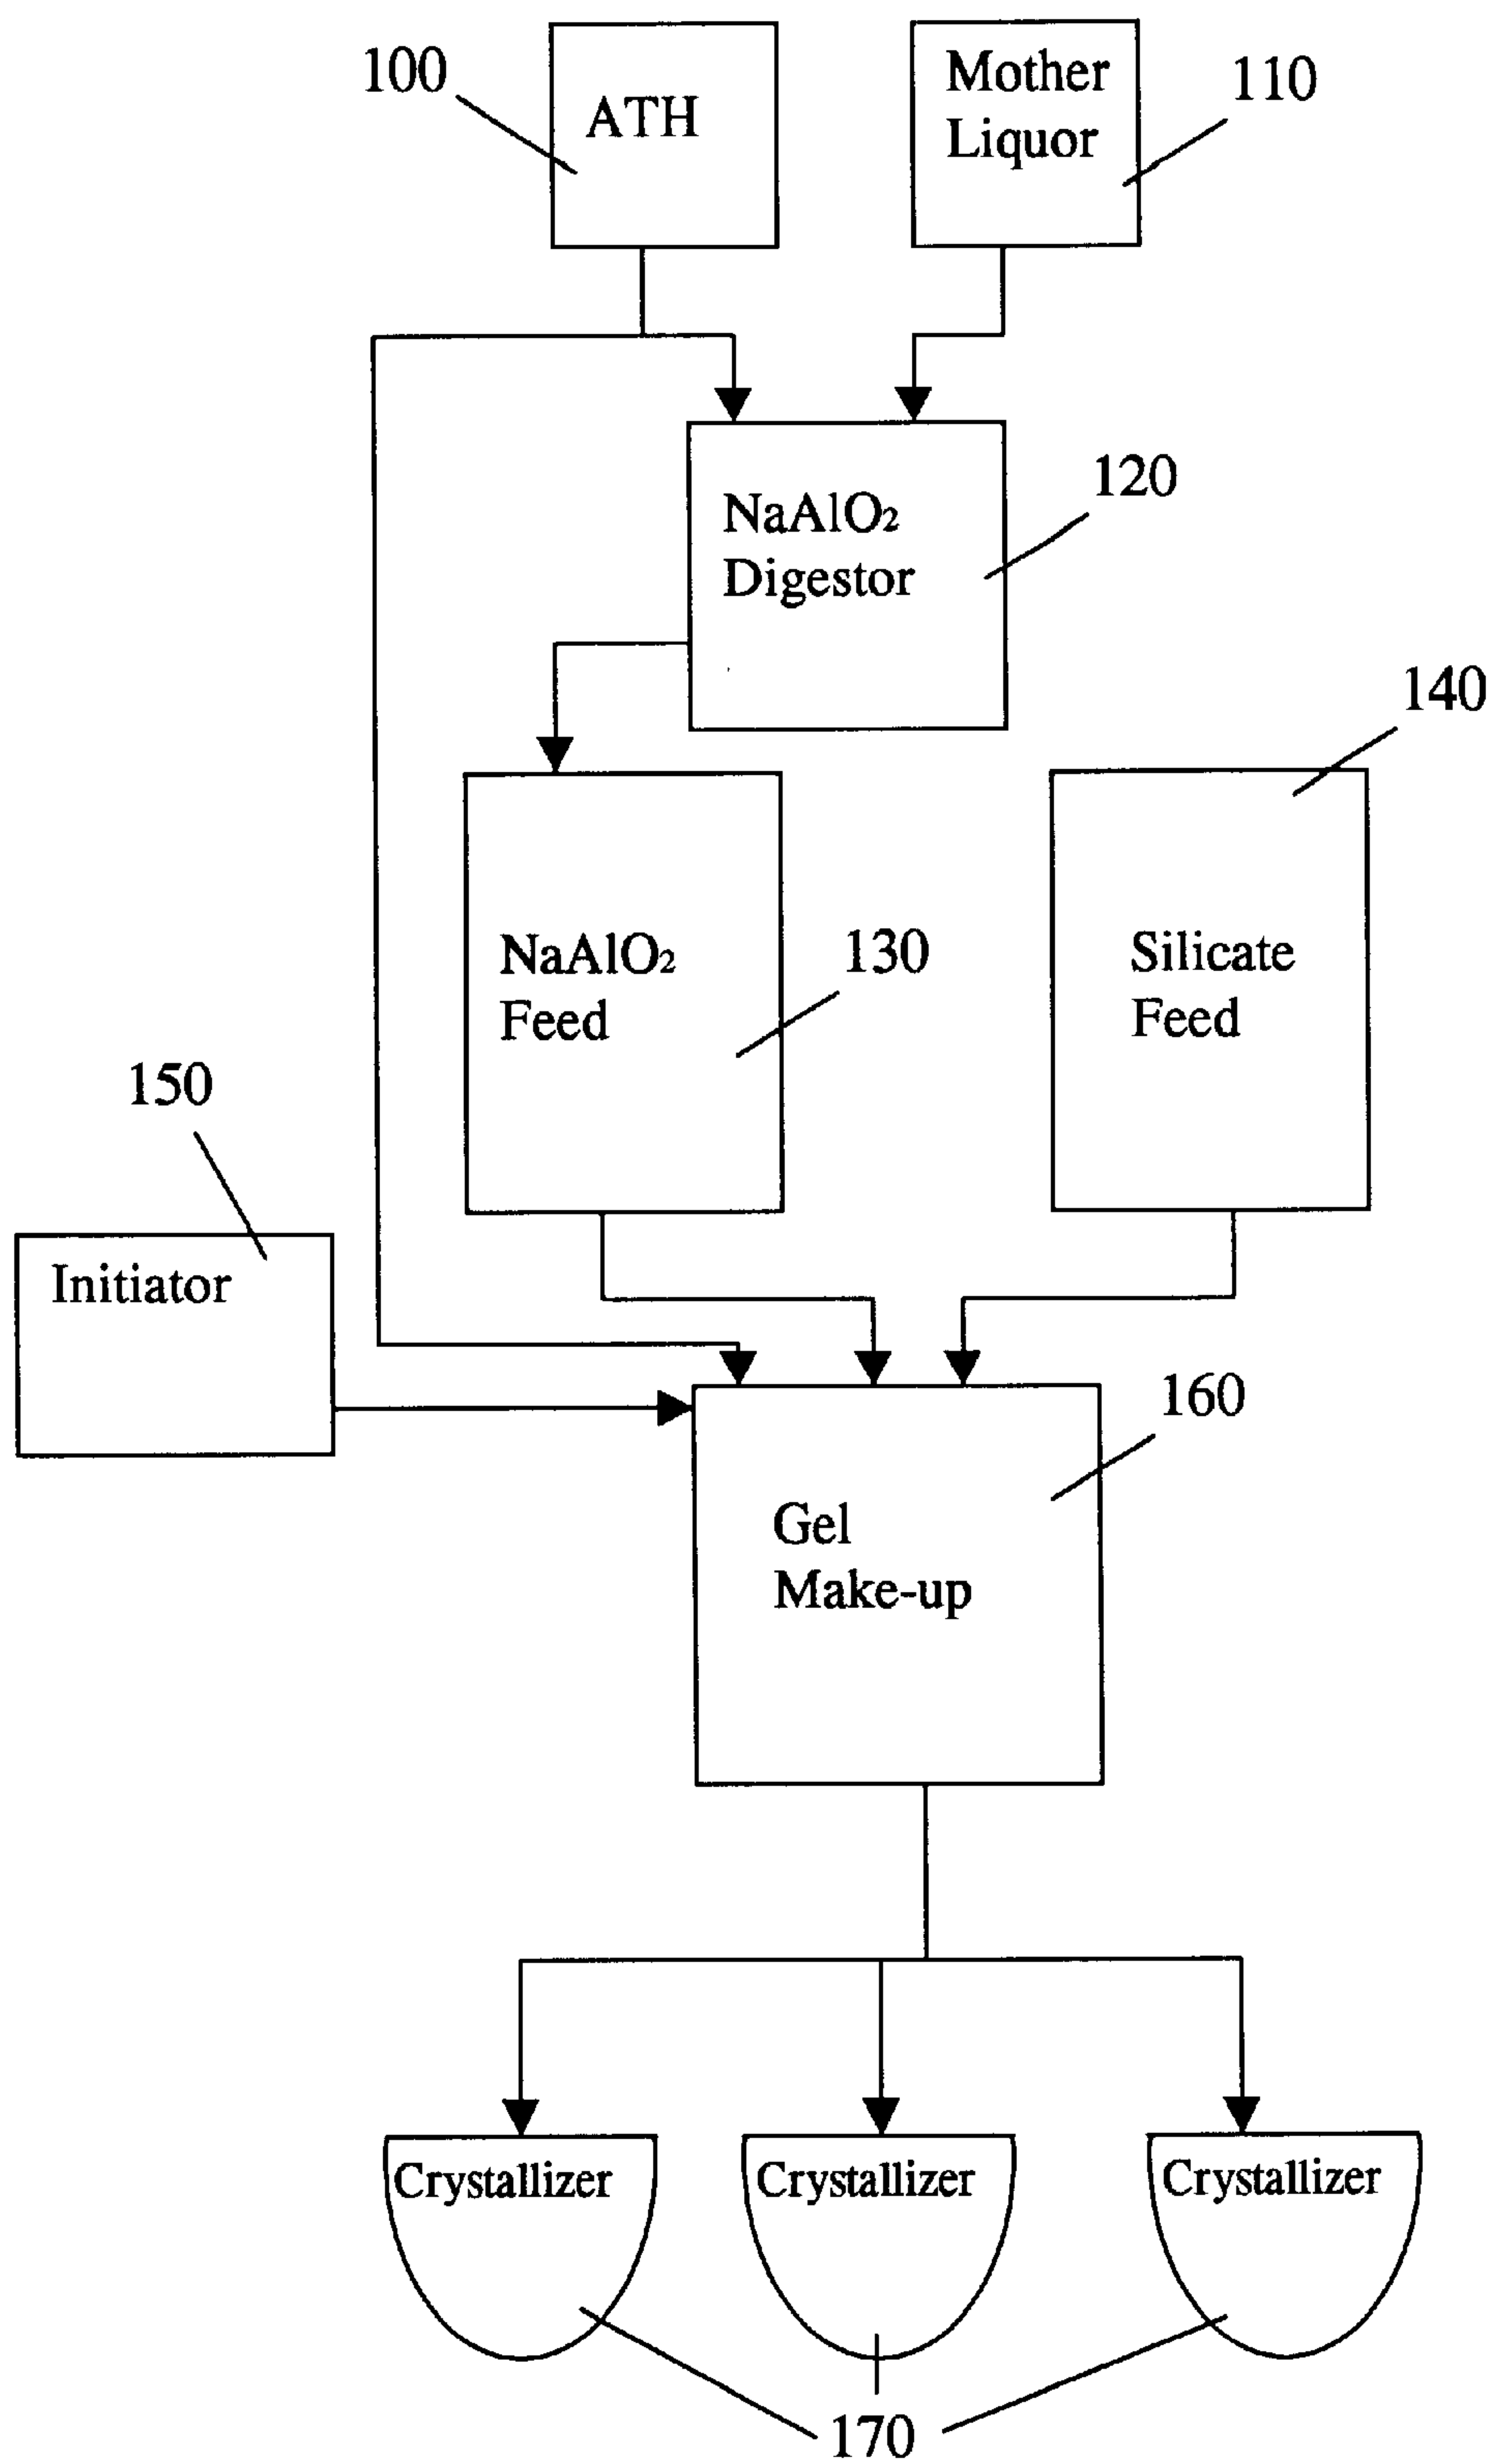 100
ATH
Mother
Liquor
110
NaAlO₂
Digestor
120
140
NaAlO₂
Feed
130
Silicate
Feed
150
Initiator
160
Gel
Make-up
Crystallizer
Crystallizer
Crystallizer
170